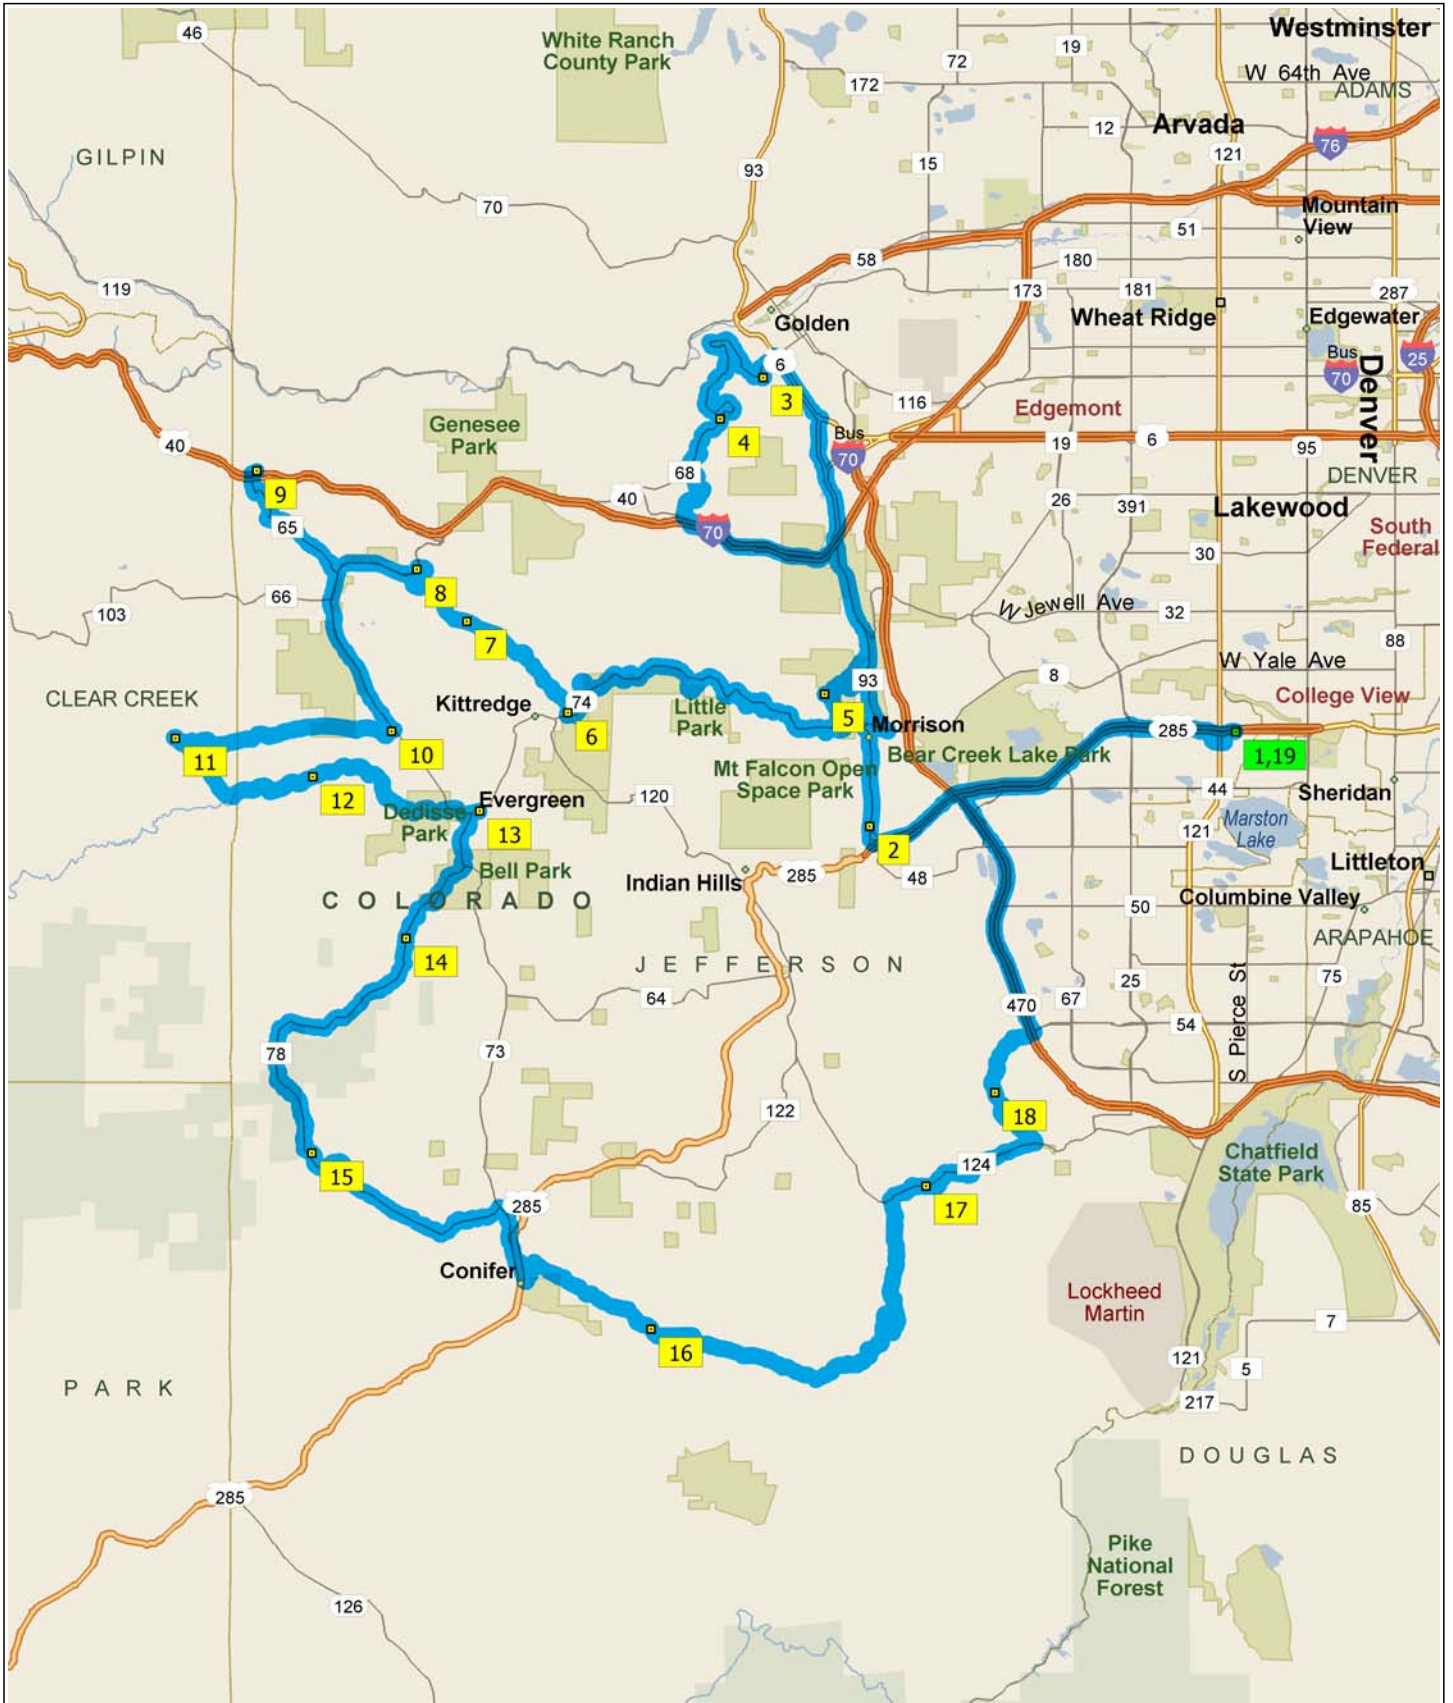 Westminster
46
White Ranch
County Park
19
72
W 64th Ave
ADAMS
172
12
Arvada
76
GILPIN
121
15
93
70
Mountain
View
51
58
180
119
173
181
287
Golden
Wheat Ridge
Edgewater
Bus
70
25
Denver
6
3
116
Edgemont
Genesee
Park
4
Bus
70
19
6
95
40
DENVER
68
9
40
26
391
Lakewood
65
70
South
Federal
30
8
66
103
W Jewell Ave
32
7
88
W Yale Ave
8
CLEAR CREEK
93
College View
Kittredge
74
Little
Park
5
Morrison
6
285
11
10
Bear Creek Lake Park
1,19
Mt Falcon Open
Space Park
44
12
Evergreen
120
Sheridan
Dedisse
Park
Marston
Lake
13
121
2
Littleton
Bell Park
Indian Hills
285
48
COLORADO
Columbine Valley
50
ARAPAHOE
14
JEFFERSON
75
25
64
67
470
S Pierce St
54
78
73
122
18
Chatfield
State Park
124
15
17
285
85
Conifer
Lockheed
Martin
7
16
121
5
PARK
217
DOUGLAS
285
Pike
National
Forest
126